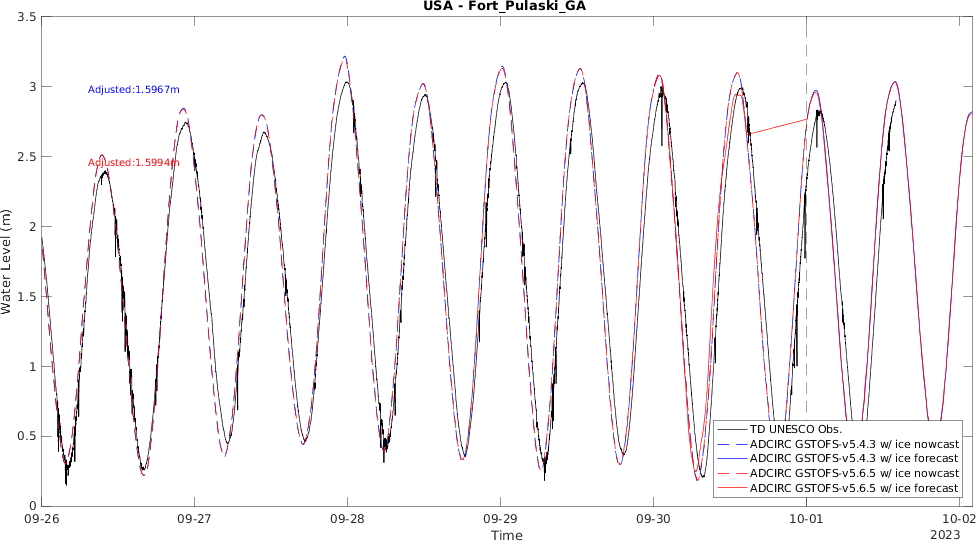 USA - Fort_Pulaski_GA
3.5
3
2.5
2
1.5
1
0.5
0
Water Level (m)
Adjusted:1.5967m
Adjusted:1.5994m
TD UNESCO Obs.
ADCIRC GSTOFS-v5.4.3 w/ ice nowcast
ADCIRC GSTOFS-v5.4.3 w/ ice forecast
ADCIRC GSTOFS-v5.6.5 w/ ice nowcast
ADCIRC GSTOFS-v5.6.5 w/ ice forecast
09-26 09-27 09-28 09-29 09-30 10-01 10-02
Time
2023